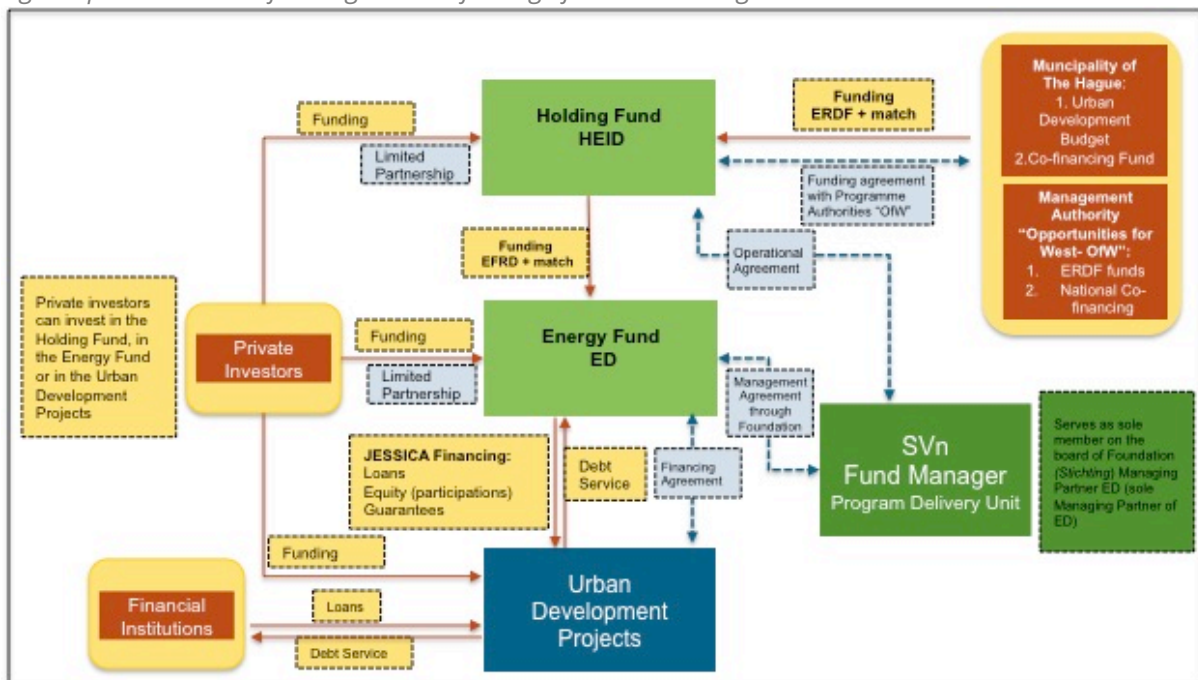 Funding
Limited
Partnership
Holding Fund
HEID
Funding
ERDF + match
Funding agreement
with Programme
Authorities "OfW"
Muncipality of
The Hague:
1. Urban
Development
Budget
2.Co-financing Fund
Management
Authority
"Opportunities for
West- OfW":
1. ERDF funds
2. National Co-
financing
Funding
EFRD + match
Operational
Agreement
Private investors
can invest in the
Holding Fund, in
the Energy Fund
or in the Urban
Development
Projects
Private
Investors
Funding
Limited
Partnership
Energy Fund
ED
Management
Agreement
through
Foundation
SVn
Fund Manager
Program Delivery Unit
Serves as sole
member on the
board of Foundation
(Stichting) Managing
Partner ED (sole
Managing Partner of
ED)
JESSICA Financing:
Loans
Equity (participations)
Guarantees
Debt
Service
Financing
Agreement
Funding
Financial
Institutions
Loans
Debt Service
Urban
Development
Projects